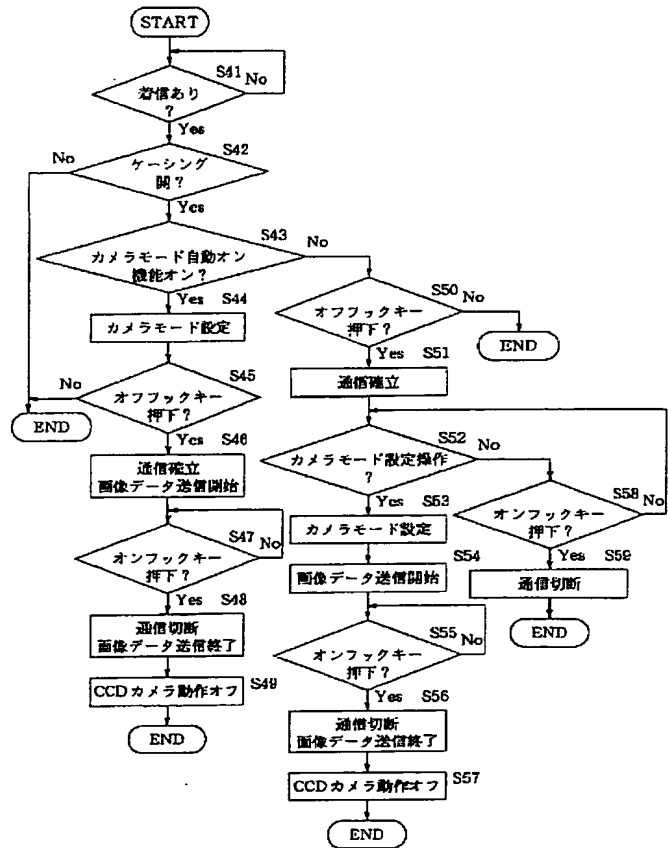 START
S41
No
着信あり
?
Yes
S42
No
ケーシング
開?
Yes
S43
No
カメラモード自動オン
機能オン?
Yes
S44
カメラモード設定
S50
No
オフフックキー
押下?
END
Yes
S51
通信確立
S45
No
オフフックキー
押下?
END
Yes
S46
通信確立
画像データ送信開始
S52
No
カメラモード設定操作
?
Yes
S53
カメラモード設定
S58
No
オンフックキー
押下?
Yes
S59
通信切断
END
S47
No
オンフックキー
押下?
Yes
S48
通信切断
画像データ送信終了
S49
CCDカメラ動作オフ
END
S54
画像データ送信開始
S55
No
オンフックキー
押下?
Yes
S56
通信切断
画像データ送信終了
S57
CCDカメラ動作オフ
END